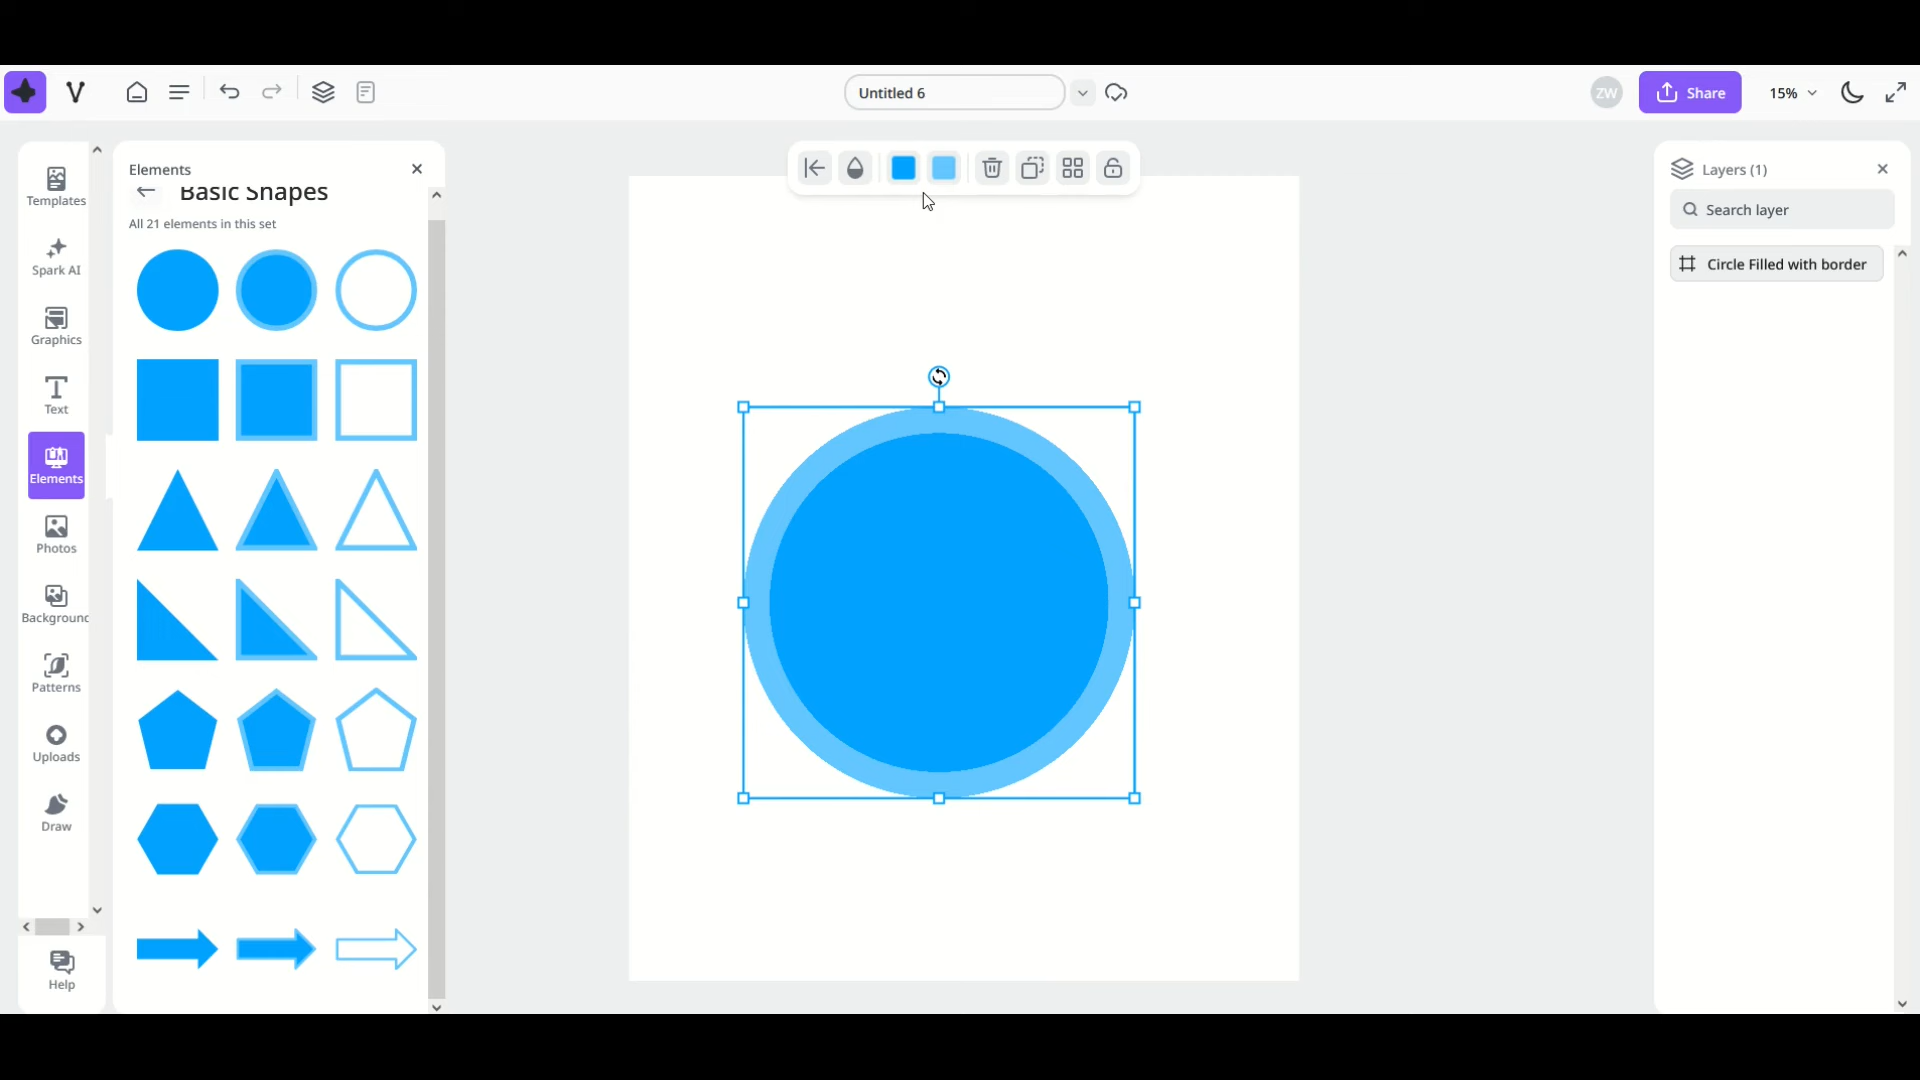 Untitled 6
ZW
Share
15%
Templates
Spark AI
Graphics
Text
Elements
Photos
Background
Patterns
Uploads
Draw
Help
Elements
Basic Shapes
All 21 elements in this set
Layers (1)
Search layer
Circle Filled with border